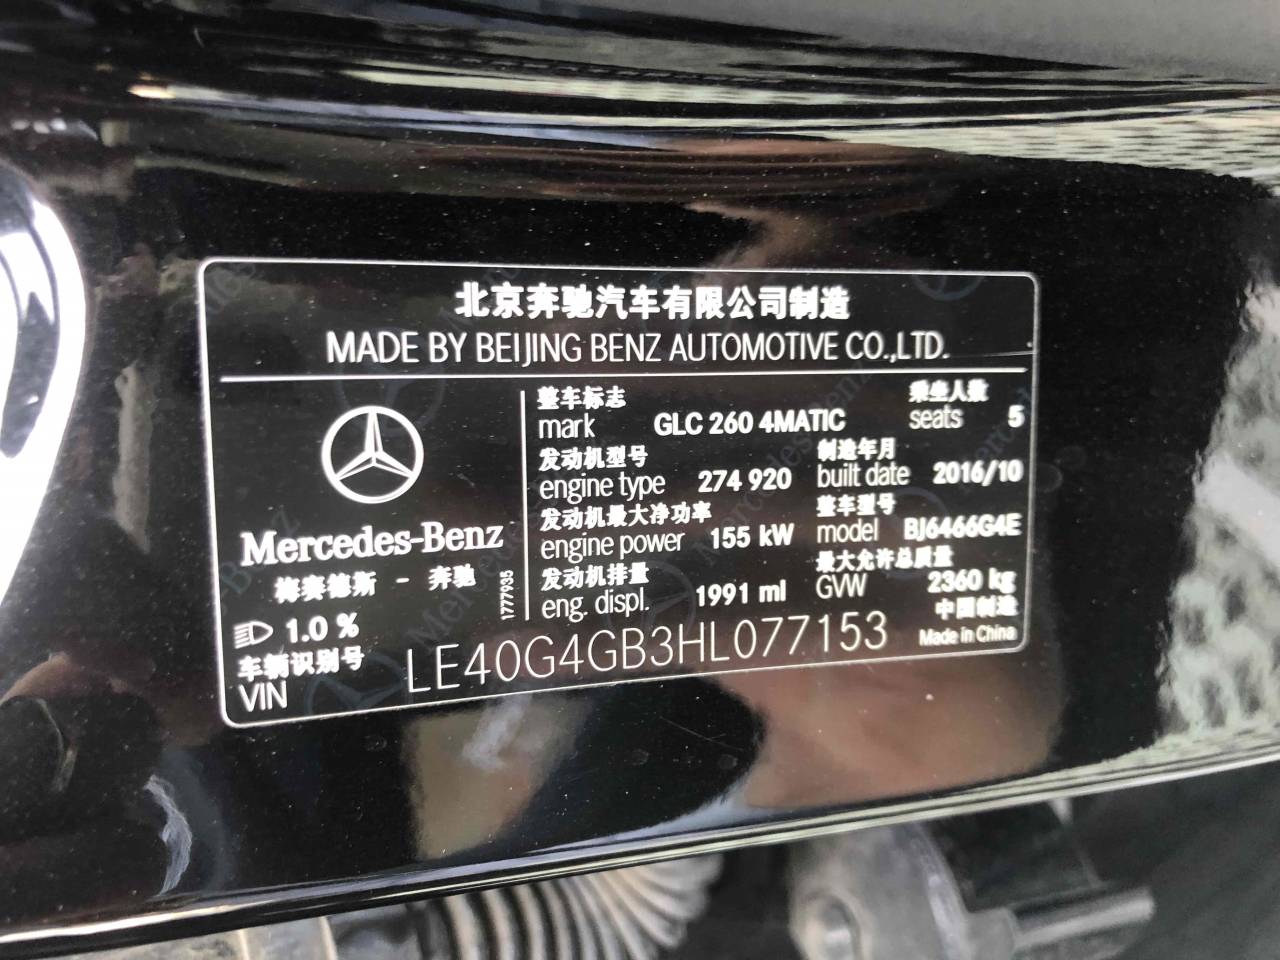 北京奔驰汽车有限公司制造
MADE BY BEIJING BENZ AUTOMOTIVE CO.,LTD.
Mercedes-Benz
梅赛德斯 - 奔驰
1.0 %
1777935
整车标志
mark GLC 260 4MATIC
乘坐人数
seats 5
发动机型号
engine type 274 920
制造年月
built date 2016/10
发动机最大净功率
engine power 155 kW
整车型号
model BJ6466G4E
发动机排量
eng. displ. 1991 ml
最大允许总质量
GVW 2360 kg
中国制造
Made in China
车辆识别号
VIN LE40G4GB3HL077153